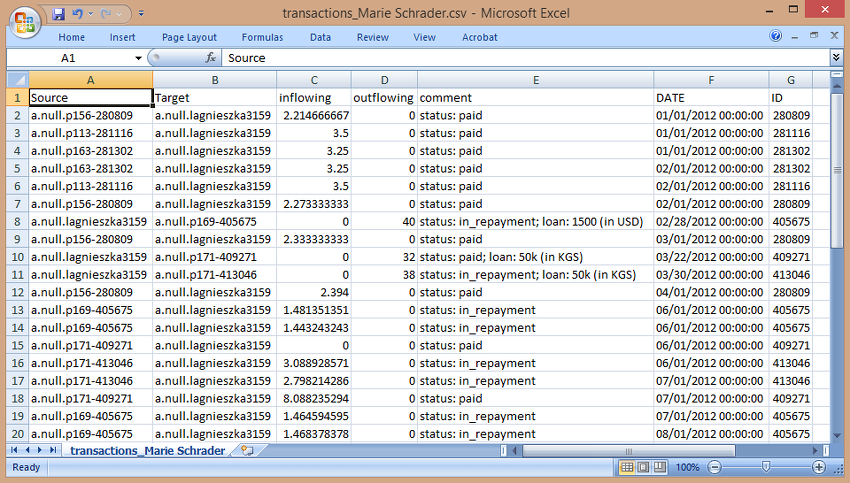 transactions_Marie Schrader.csv - Microsoft Excel
Home Insert Page Layout Formulas Data Review View Acrobat
A1 fx Source
A B C D E F G
1 Source Target inflowing outflowing comment DATE ID
2 a.null.p156-280809 a.null.lagnieszka3159 2.214666667 0 status: paid 01/01/2012 00:00:00 280809
3 a.null.p113-281116 a.null.lagnieszka3159 3.5 0 status: paid 01/01/2012 00:00:00 281116
4 a.null.p163-281302 a.null.lagnieszka3159 3.25 0 status: paid 01/01/2012 00:00:00 281302
5 a.null.p163-281302 a.null.lagnieszka3159 3.25 0 status: paid 02/01/2012 00:00:00 281302
6 a.null.p113-281116 a.null.lagnieszka3159 3.5 0 status: paid 02/01/2012 00:00:00 281116
7 a.null.p156-280809 a.null.lagnieszka3159 2.273333333 0 status: paid 02/01/2012 00:00:00 280809
8 a.null.lagnieszka3159 a.null.p169-405675 0 40 status: in_repayment; loan: 1500 (in USD) 02/28/2012 00:00:00 405675
9 a.null.p156-280809 a.null.lagnieszka3159 2.333333333 0 status: paid 03/01/2012 00:00:00 280809
10 a.null.lagnieszka3159 a.null.p171-409271 0 32 status: paid; loan: 50k (in KGS) 03/22/2012 00:00:00 409271
11 a.null.lagnieszka3159 a.null.p171-413046 0 38 status: in_repayment; loan: 50k (in KGS) 03/30/2012 00:00:00 413046
12 a.null.p156-280809 a.null.lagnieszka3159 2.394 0 status: paid 04/01/2012 00:00:00 280809
13 a.null.p169-405675 a.null.lagnieszka3159 1.481351351 0 status: in_repayment 06/01/2012 00:00:00 405675
14 a.null.p169-405675 a.null.lagnieszka3159 1.443243243 0 status: in_repayment 06/01/2012 00:00:00 405675
15 a.null.p171-409271 a.null.lagnieszka3159 0 0 status: paid 06/01/2012 00:00:00 409271
16 a.null.p171-413046 a.null.lagnieszka3159 3.088928571 0 status: in_repayment 06/01/2012 00:00:00 413046
17 a.null.p171-413046 a.null.lagnieszka3159 2.798214286 0 status: in_repayment 07/01/2012 00:00:00 413046
18 a.null.p171-409271 a.null.lagnieszka3159 8.088235294 0 status: paid 07/01/2012 00:00:00 409271
19 a.null.p169-405675 a.null.lagnieszka3159 1.464594595 0 status: in_repayment 07/01/2012 00:00:00 405675
20 a.null.p169-405675 a.null.lagnieszka3159 1.468378378 0 status: in_repayment 08/01/2012 00:00:00 405675
transactions_Marie Schrader
Ready 100%